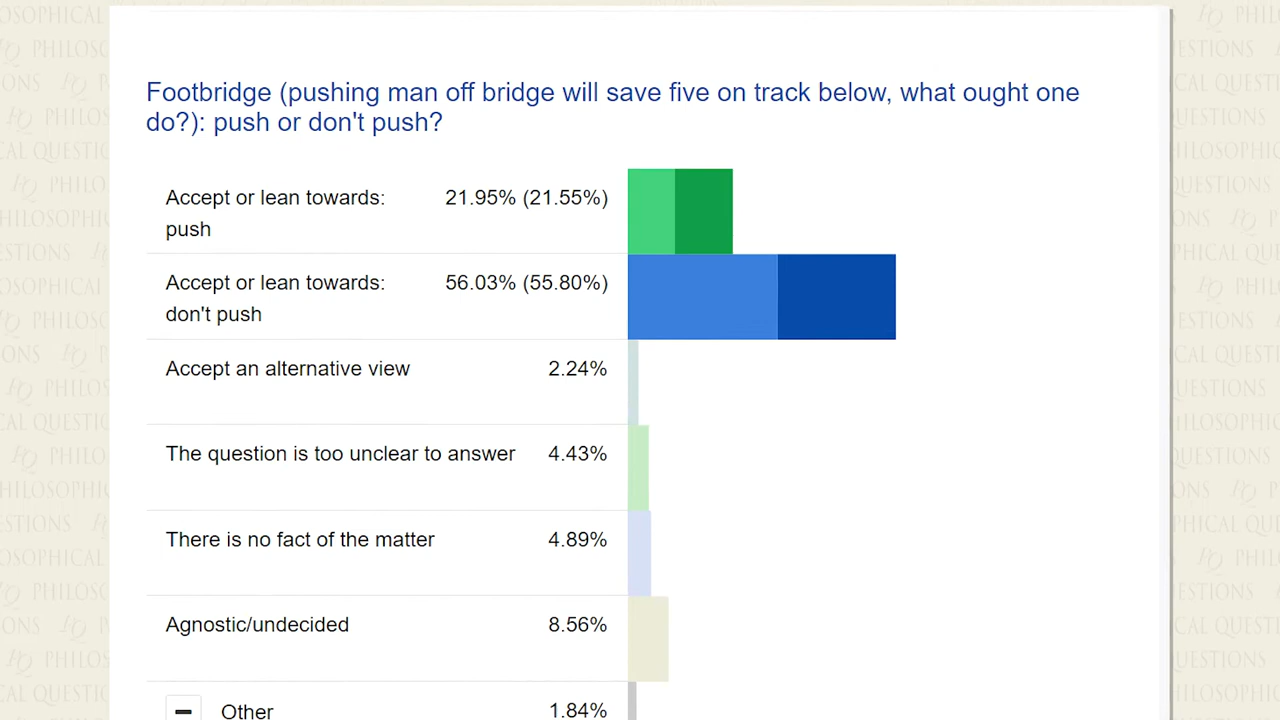 Footbridge (pushing man off bridge will save five on track below, what ought one
do?): push or don't push?
Accept or lean towards: 21.95% (21.55%)
push
Accept or lean towards: 56.03% (55.80%)
don't push
Accept an alternative view 2.24%
The question is too unclear to answer 4.43%
There is no fact of the matter 4.89%
Agnostic/undecided 8.56%
Other 1.84%